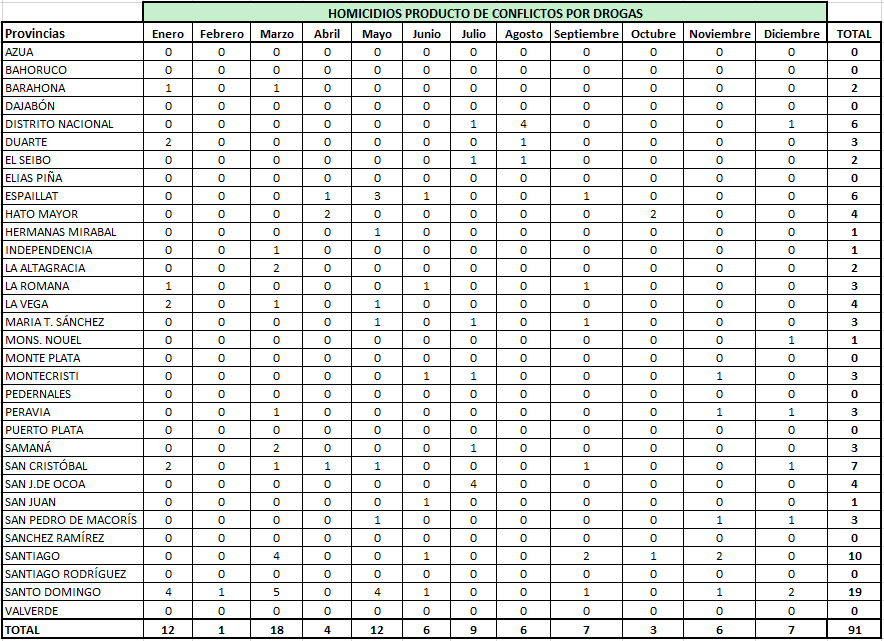 HOMICIDIOS PRODUCTO DE CONFLICTOS POR DROGAS
Provincias Enero Febrero Marzo Abril Mayo Junio Julio Agosto Septiembre Octubre Noviembre Diciembre TOTAL
AZUA 0 0 0 0 0 0 0 0 0 0 0 0 0
BAHORUCO 0 0 0 0 0 0 0 0 0 0 0 0 0
BARAHONA 1 0 1 0 0 0 0 0 0 0 0 0 2
DAJABÓN 0 0 0 0 0 0 0 0 0 0 0 0 0
DISTRITO NACIONAL 0 0 0 0 0 0 1 4 0 0 0 1 6
DUARTE 2 0 0 0 0 0 0 1 0 0 0 0 3
EL SEIBO 0 0 0 0 0 0 1 1 0 0 0 0 2
ELIAS PIÑA 0 0 0 0 0 0 0 0 0 0 0 0 0
ESPAILLAT 0 0 0 1 3 1 0 0 1 0 0 0 6
HATO MAYOR 0 0 0 2 0 0 0 0 0 2 0 0 4
HERMANAS MIRABAL 0 0 0 0 1 0 0 0 0 0 0 0 1
INDEPENDENCIA 0 0 1 0 0 0 0 0 0 0 0 0 1
LA ALTAGRACIA 0 0 2 0 0 0 0 0 0 0 0 0 2
LA ROMANA 1 0 0 0 0 1 0 0 1 0 0 0 3
LA VEGA 2 0 1 0 1 0 0 0 0 0 0 0 4
MARIA T. SÁNCHEZ 0 0 0 0 1 0 1 0 1 0 0 0 3
MONS. NOUEL 0 0 0 0 0 0 0 0 0 0 0 1 1
MONTE PLATA 0 0 0 0 0 0 0 0 0 0 0 0 0
MONTECRISTI 0 0 0 0 0 1 1 0 0 0 1 0 3
PEDERNALES 0 0 0 0 0 0 0 0 0 0 0 0 0
PERAVIA 0 0 1 0 0 0 0 0 0 0 1 1 3
PUERTO PLATA 0 0 0 0 0 0 0 0 0 0 0 0 0
SAMANÁ 0 0 2 0 0 0 1 0 0 0 0 0 3
SAN CRISTÓBAL 2 0 1 1 1 0 0 0 1 0 0 1 7
SAN J.DE OCOA 0 0 0 0 0 0 4 0 0 0 0 0 4
SAN JUAN 0 0 0 0 0 1 0 0 0 0 0 0 1
SAN PEDRO DE MACORÍS 0 0 0 0 1 0 0 0 0 0 1 1 3
SANCHEZ RAMÍREZ 0 0 0 0 0 0 0 0 0 0 0 0 0
SANTIAGO 0 0 4 0 0 1 0 0 2 1 2 0 10
SANTIAGO RODRÍGUEZ 0 0 0 0 0 0 0 0 0 0 0 0 0
SANTO DOMINGO 4 1 5 0 4 1 0 0 1 0 1 2 19
VALVERDE 0 0 0 0 0 0 0 0 0 0 0 0 0
TOTAL 12 1 18 4 12 6 9 6 7 3 6 7 91